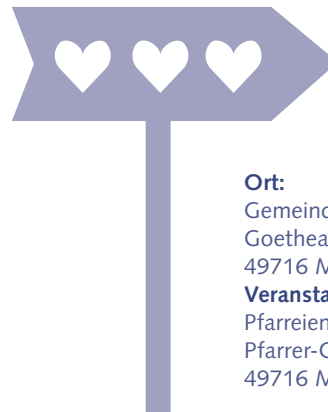 Ort:
Gemeind
Goethea
49716 M
Veransta
Pfarreien
Pfarrer-G
49716 M